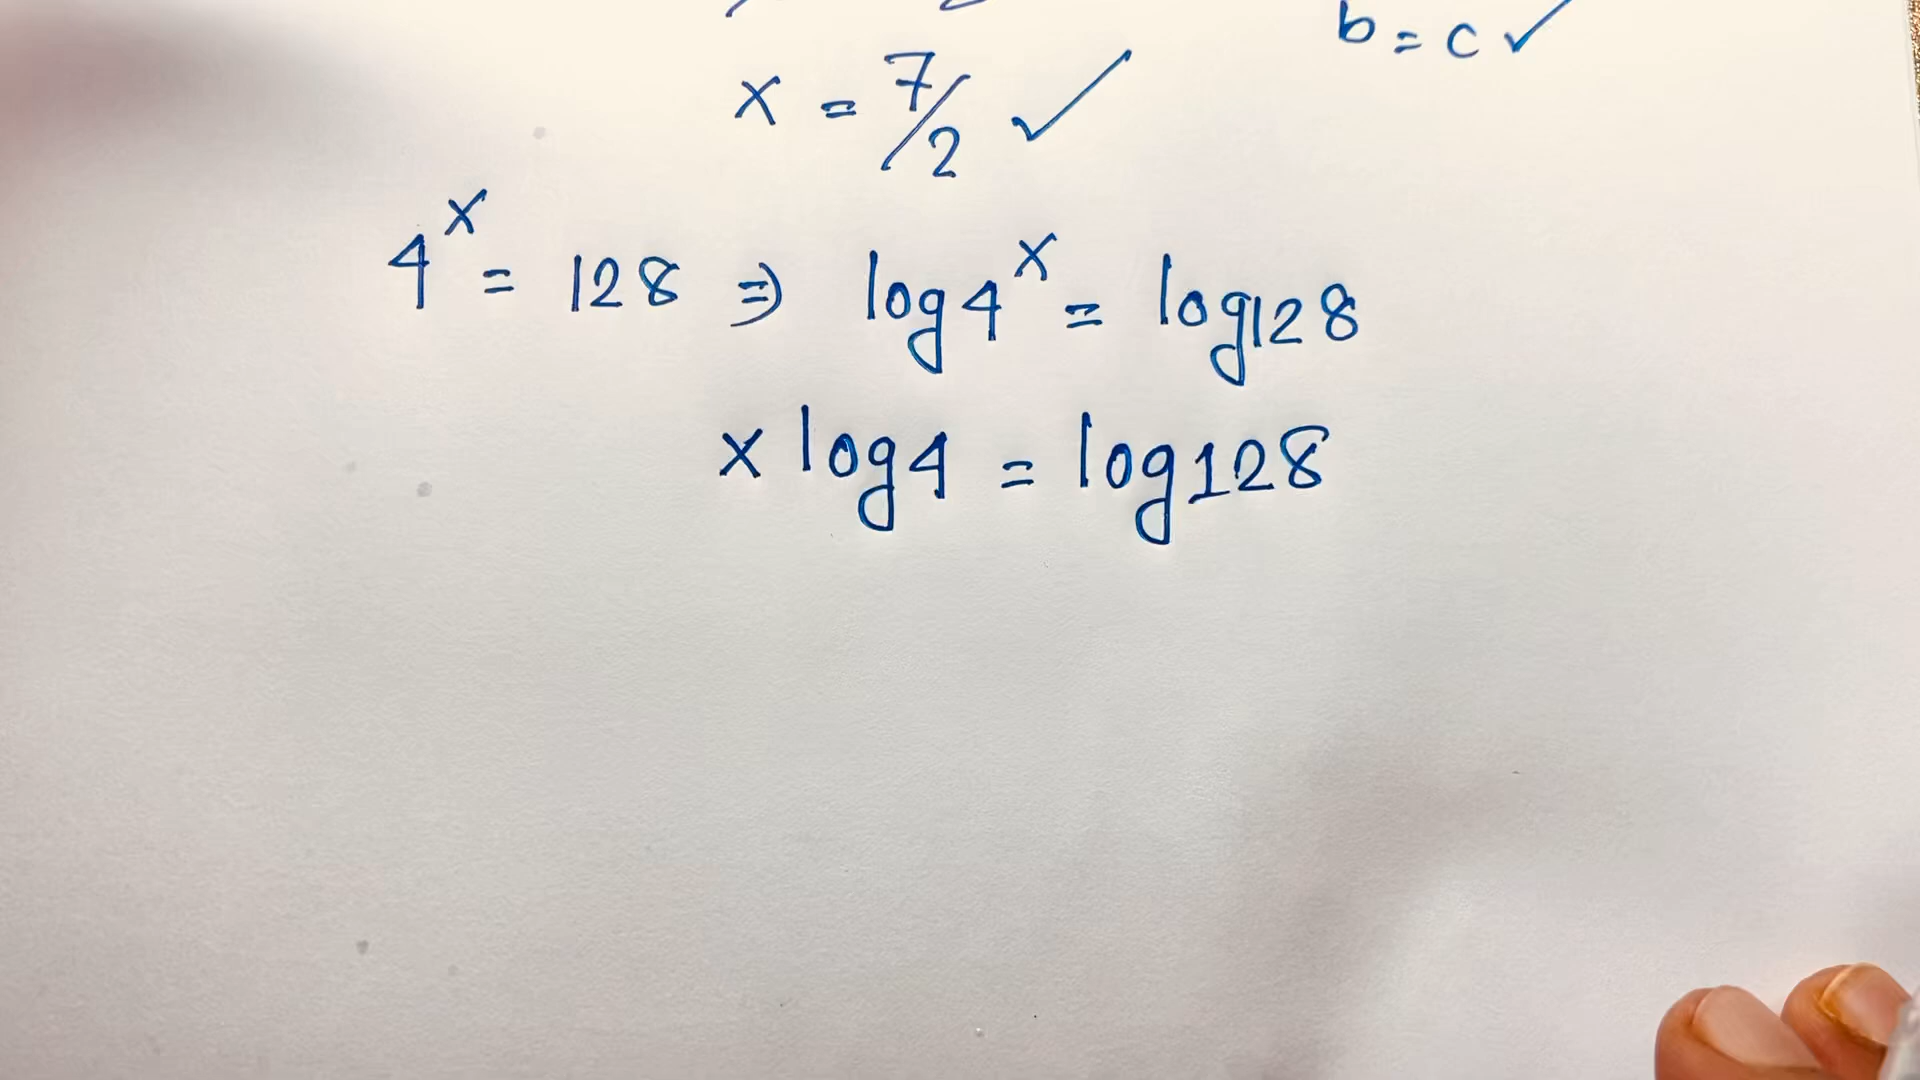 b = c ✓
x = 7/2 ✓
4^x = 128 ⇒ log 4^x = log 128
x log 4 = log 128